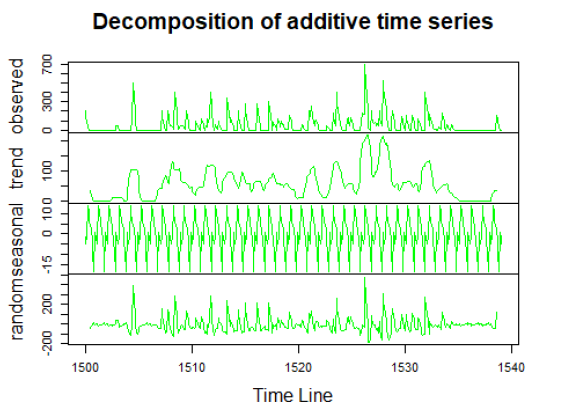 Decomposition of additive time series
observed
0 300 700
trend
0 100
seasonal
-15 0 10
random
-200 200
1500 1510 1520 1530 1540
Time Line